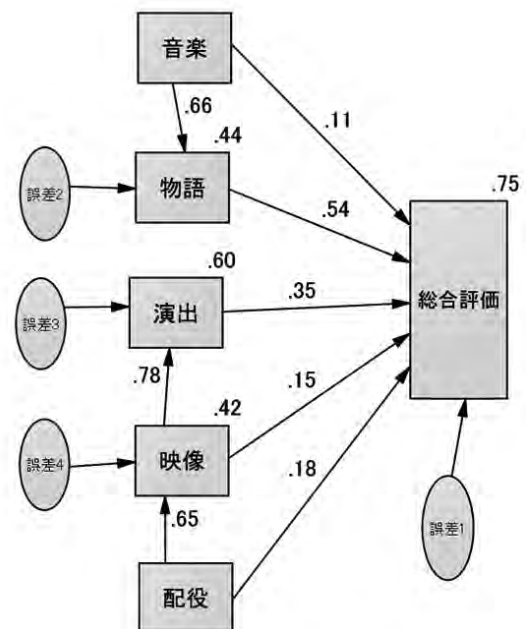 音楽
.66
.11
.44
物語
誤差2
.75
.54
.60
演出
誤差3
.35
総合評価
.78
.42
.15
映像
誤差4
.18
.65
誤差1
配役